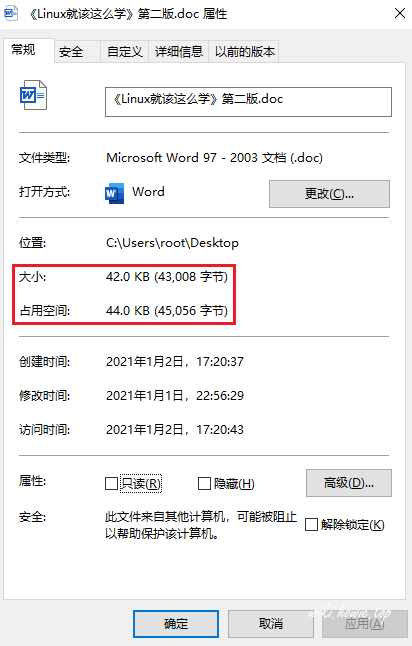 《Linux就该这么学》第二版.doc 属性
常规 安全 自定义 详细信息 以前的版本
《Linux就该这么学》第二版.doc
文件类型: Microsoft Word 97 - 2003 文档 (.doc)
打开方式: Word 更改(C)...
位置: C:\Users\root\Desktop
大小: 42.0 KB (43,008 字节)
占用空间: 44.0 KB (45,056 字节)
创建时间: 2021年1月2日，17:20:37
修改时间: 2021年1月1日，22:56:29
访问时间: 2021年1月2日，17:20:43
属性: 只读(R) 隐藏(H) 高级(D)...
安全: 此文件来自其他计算机，可能被阻止
以帮助保护该计算机。 解除锁定(K)
确定 取消 应用(A)